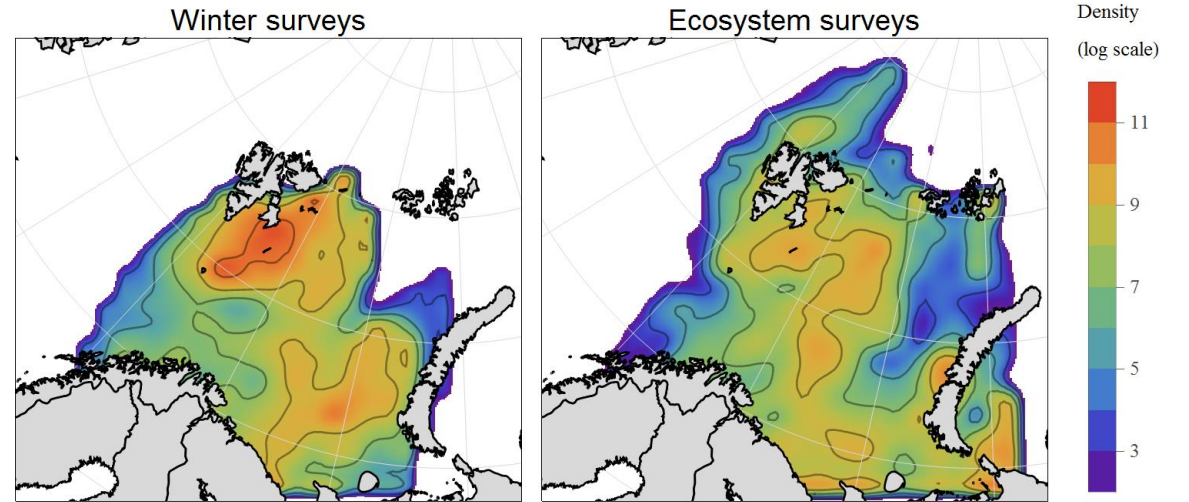 Winter surveys
Ecosystem surveys
Density
(log scale)
11
9
7
5
3